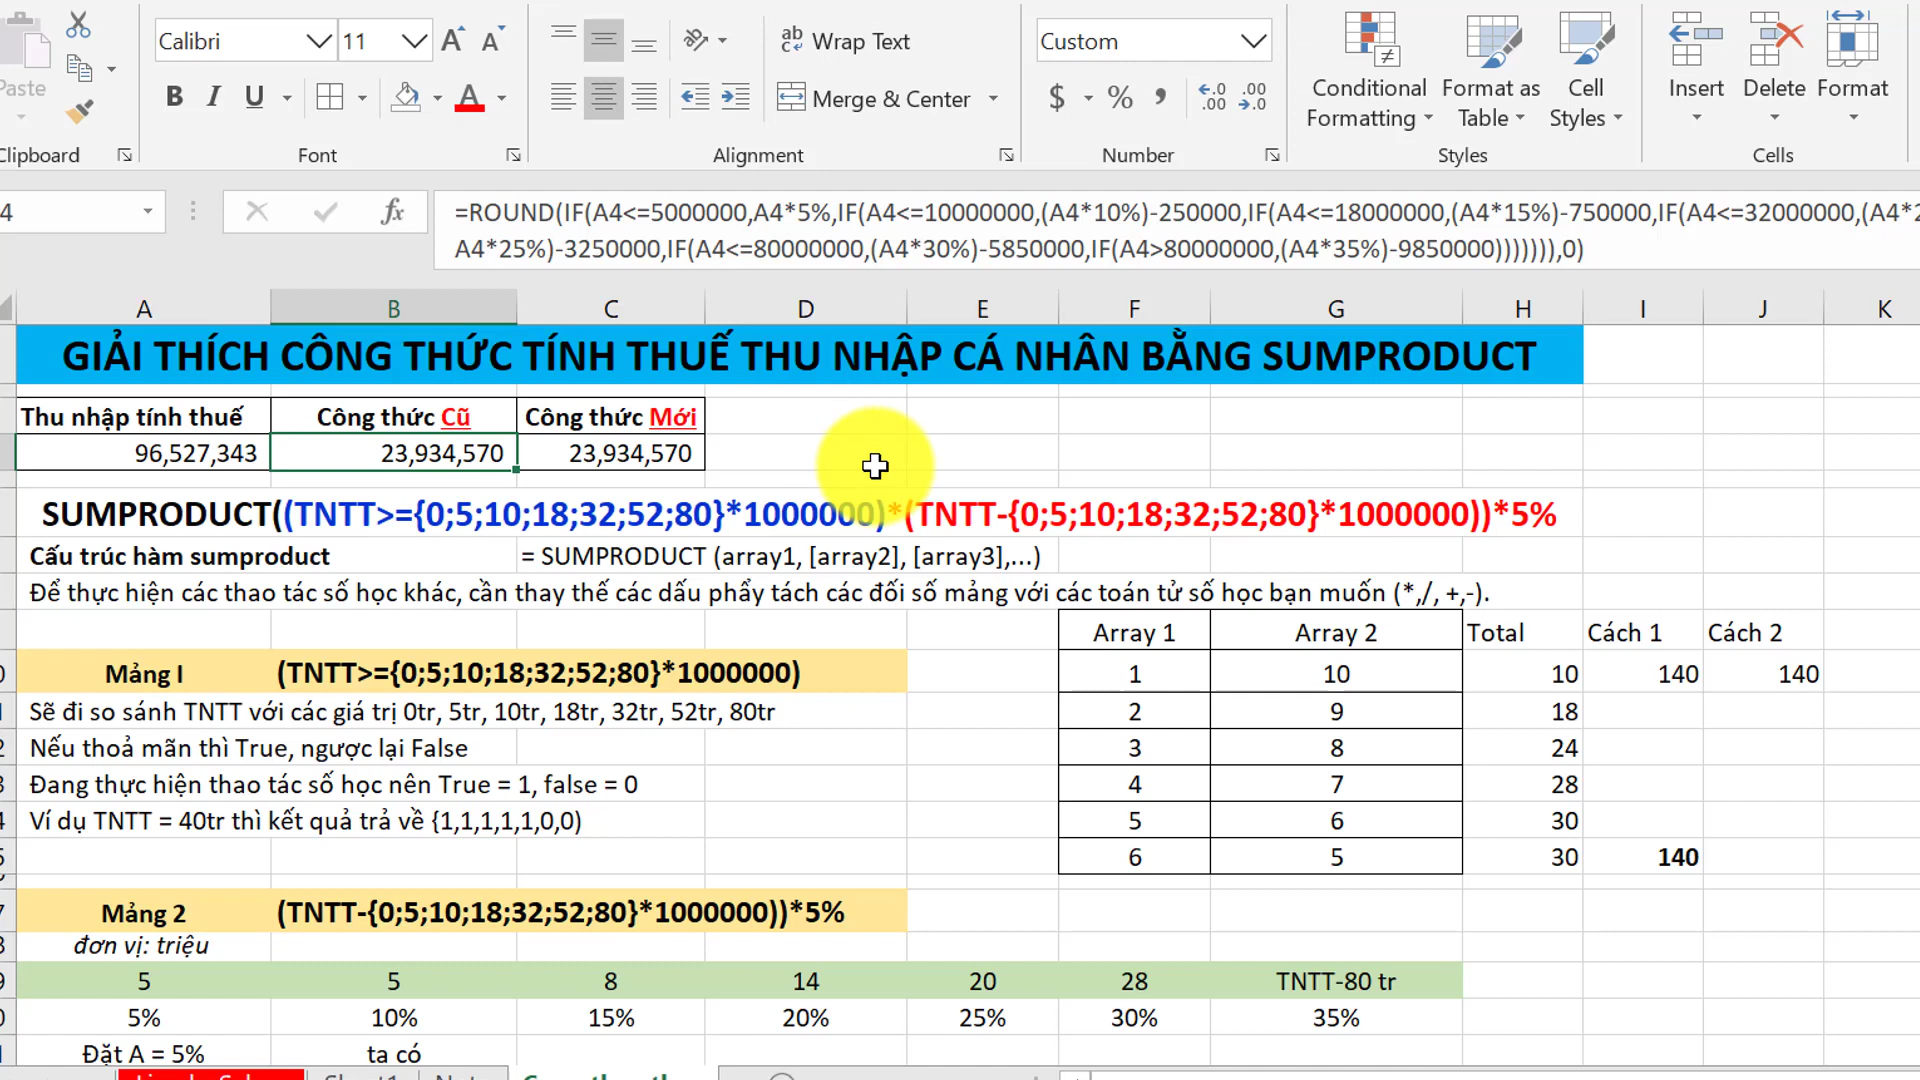 Calibri 11 Wrap Text Custom
Paste Merge & Center $ % Conditional Formatting Format as Table Cell Styles Insert Delete Format
Clipboard Font Alignment Number Styles Cells
4 fx =ROUND(IF(A4<=5000000,A4*5%,IF(A4<=10000000,(A4*10%)-250000,IF(A4<=18000000,(A4*15%)-750000,IF(A4<=32000000,(A4*2
A4*25%)-3250000,IF(A4<=80000000,(A4*30%)-5850000,IF(A4>80000000,(A4*35%)-9850000))))))),0)
A B C D E F G H I J K
GIẢI THÍCH CÔNG THỨC TÍNH THUẾ THU NHẬP CÁ NHÂN BẰNG SUMPRODUCT
Thu nhập tính thuế Công thức Cũ Công thức Mới
96,527,343 23,934,570 23,934,570
SUMPRODUCT((TNTT>={0;5;10;18;32;52;80}*1000000)*(TNTT-{0;5;10;18;32;52;80}*1000000))*5%
Cấu trúc hàm sumproduct = SUMPRODUCT (array1, [array2], [array3],...)
Để thực hiện các thao tác số học khác, cần thay thế các dấu phẩy tách các đối số mảng với các toán tử số học bạn muốn (*,/, +,-).
Array 1 Array 2 Total Cách 1 Cách 2
Mảng I (TNTT>={0;5;10;18;32;52;80}*1000000) 1 10 10 140 140
Sẽ đi so sánh TNTT với các giá trị 0tr, 5tr, 10tr, 18tr, 32tr, 52tr, 80tr 2 9 18
Nếu thoả mãn thì True, ngược lại False 3 8 24
Đang thực hiện thao tác số học nên True = 1, false = 0 4 7 28
Ví dụ TNTT = 40tr thì kết quả trả về {1,1,1,1,1,0,0) 5 6 30
6 5 30 140
Mảng 2 (TNTT-{0;5;10;18;32;52;80}*1000000))*5%
đơn vị: triệu
5 5 8 14 20 28 TNTT-80 tr
5% 10% 15% 20% 25% 30% 35%
Đặt A = 5% ta có